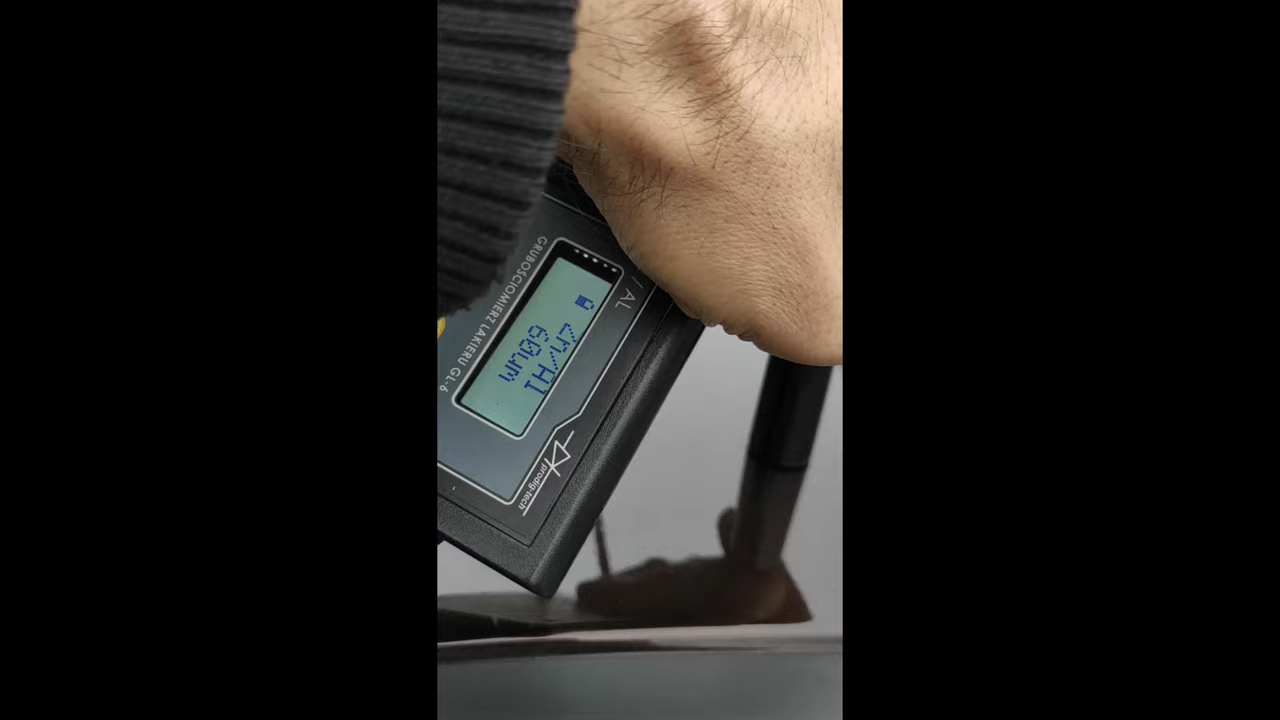 / AL
Zn/Al
60um
prodig-tech
GRUBOŚCIOMIERZ LAKIERU GL-6